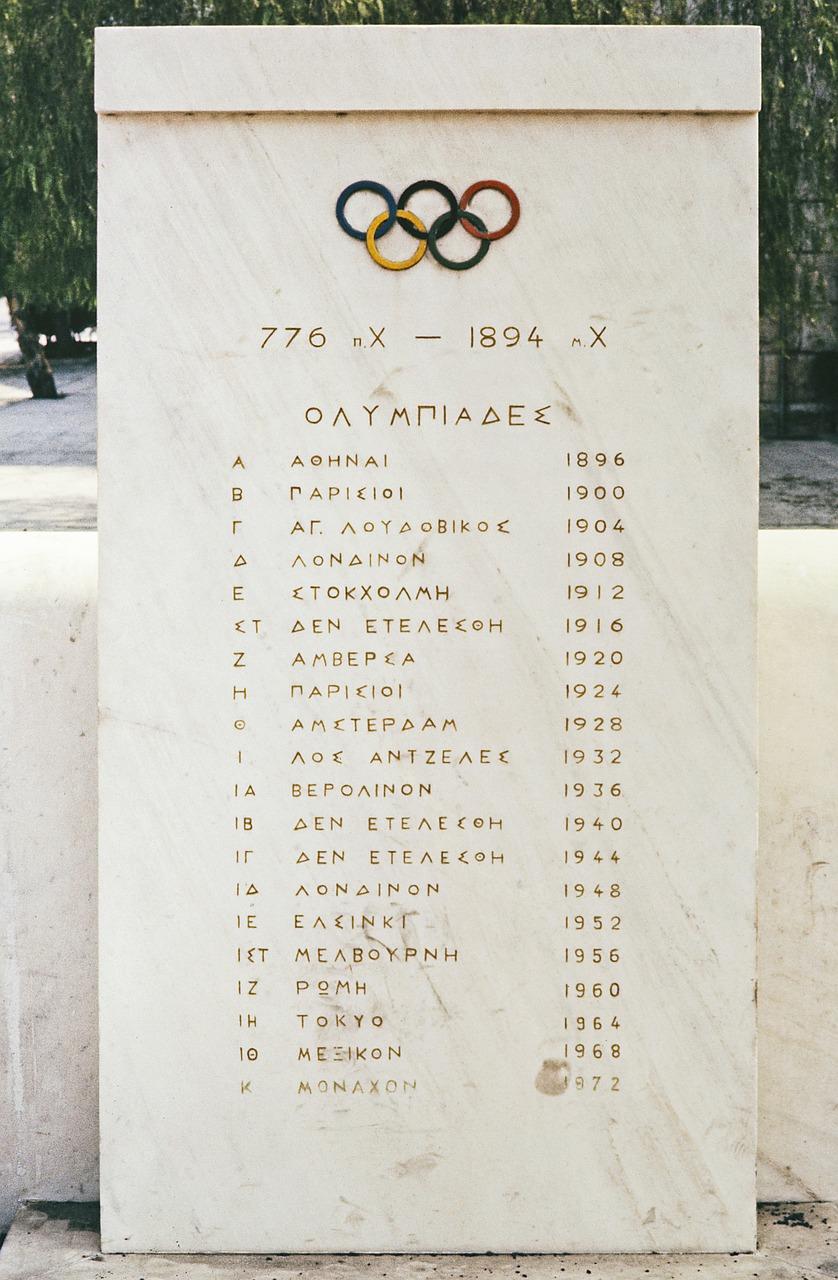 776 π.Χ — 1894 μ.Χ
ΟΛΥΜΠΙΑΔΕΣ
Α ΑΘΗΝΑΙ 1896
Β ΠΑΡΙΣΙΟΙ 1900
Γ ΑΓ. ΛΟΥΔΟΒΙΚΟΣ 1904
Δ ΛΟΝΔΙΝΟΝ 1908
Ε ΣΤΟΚΧΟΛΜΗ 1912
ΣΤ ΔΕΝ ΕΤΕΛΕΣΘΗ 1916
Ζ ΑΜΒΕΡΣΑ 1920
Η ΠΑΡΙΣΙΟΙ 1924
Θ ΑΜΣΤΕΡΔΑΜ 1928
Ι ΛΟΣ ΑΝΤΖΕΛΕΣ 1932
ΙΑ ΒΕΡΟΛΙΝΟΝ 1936
ΙΒ ΔΕΝ ΕΤΕΛΕΣΘΗ 1940
ΙΓ ΔΕΝ ΕΤΕΛΕΣΘΗ 1944
ΙΔ ΛΟΝΔΙΝΟΝ 1948
ΙΕ ΕΛΣΙΝΚΙ 1952
ΙΣΤ ΜΕΛΒΟΥΡΝΗ 1956
ΙΖ ΡΩΜΗ 1960
ΙΗ ΤΟΚΥΟ 1964
ΙΘ ΜΕΞΙΚΟΝ 1968
Κ ΜΟΝΑΧΟΝ 1972